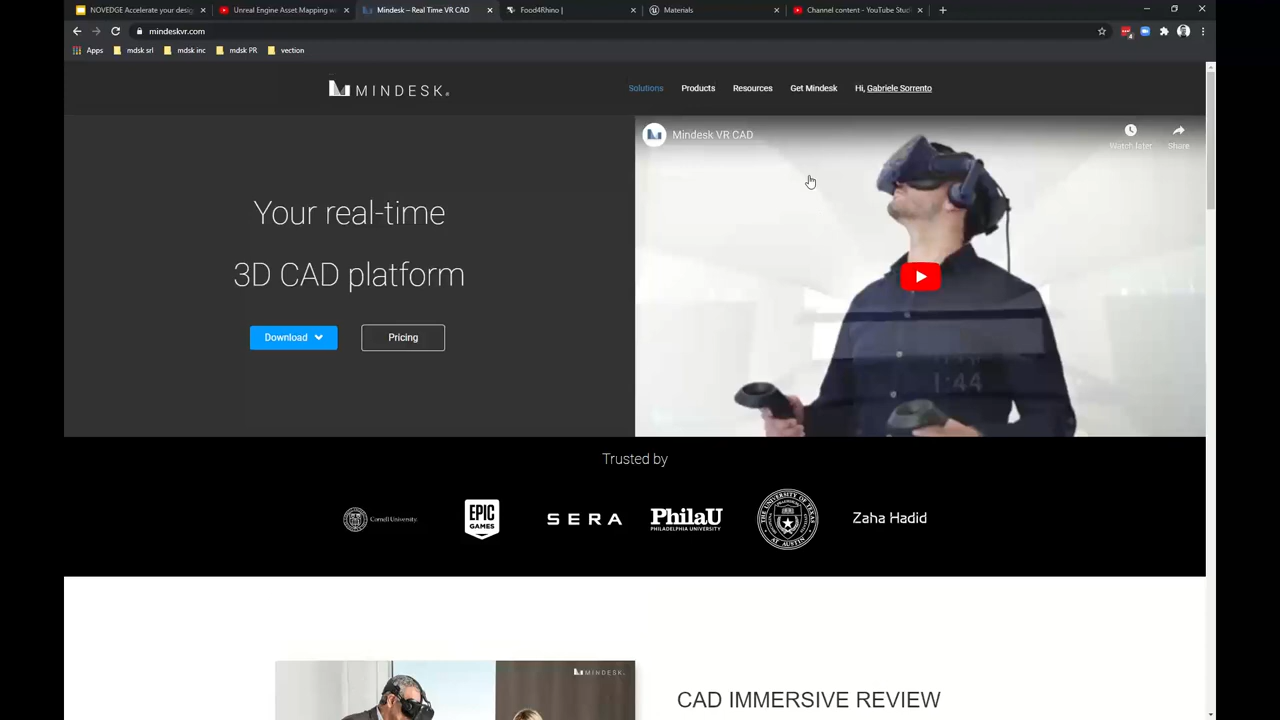 NOVEDGE Accelerate your desig
Unreal Engine Asset Mapping w
Mindesk – Real Time VR CAD
Food4Rhino |
Materials
Channel content - YouTube Stud
mindeskvr.com
Apps
mdsk srl
mdsk inc
mdsk PR
vection
MINDESK
Solutions
Products
Resources
Get Mindesk
Hi, Gabriele Sorrento
Your real-time
3D CAD platform
Download
Pricing
Mindesk VR CAD
Watch later
Share
1:44
Trusted by
Cornell University
EPIC
GAMES
SERA
PhilaU
PHILADELPHIA UNIVERSITY
THE UNIVERSITY OF TEXAS
AT AUSTIN
Zaha Hadid
MINDESK
CAD IMMERSIVE REVIEW